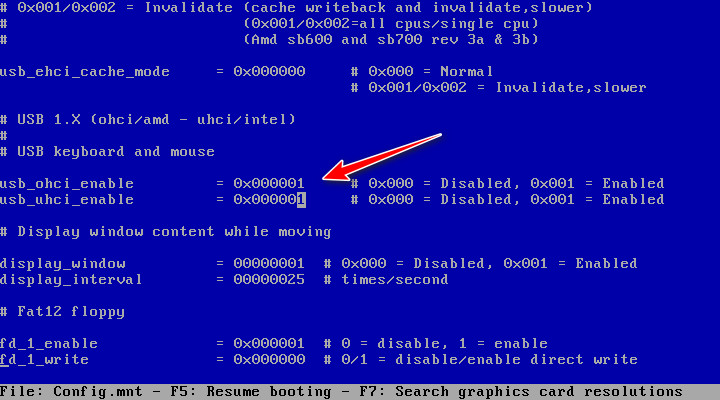 # 0x001/0x002 = Invalidate (cache writeback and invalidate,slower)
# (0x001/0x002=all cpus/single cpu)
# (Amd sb600 and sb700 rev 3a & 3b)
usb_ehci_cache_mode = 0x000000 # 0x000 = Normal
# 0x001/0x002 = Invalidate,slower
# USB 1.X (ohci/amd - uhci/intel)
#
# USB keyboard and mouse
usb_ohci_enable = 0x000001 # 0x000 = Disabled, 0x001 = Enabled
usb_uhci_enable = 0x000001 # 0x000 = Disabled, 0x001 = Enabled
# Display window content while moving
display_window = 00000001 # 0x000 = Disabled, 0x001 = Enabled
display_interval = 00000025 # times/second
# Fat12 floppy
fd_1_enable = 0x000001 # 0 = disable, 1 = enable
fd_1_write = 0x000000 # 0/1 = disable/enable direct write
File: Config.mnt - F5: Resume booting - F7: Search graphics card resolutions